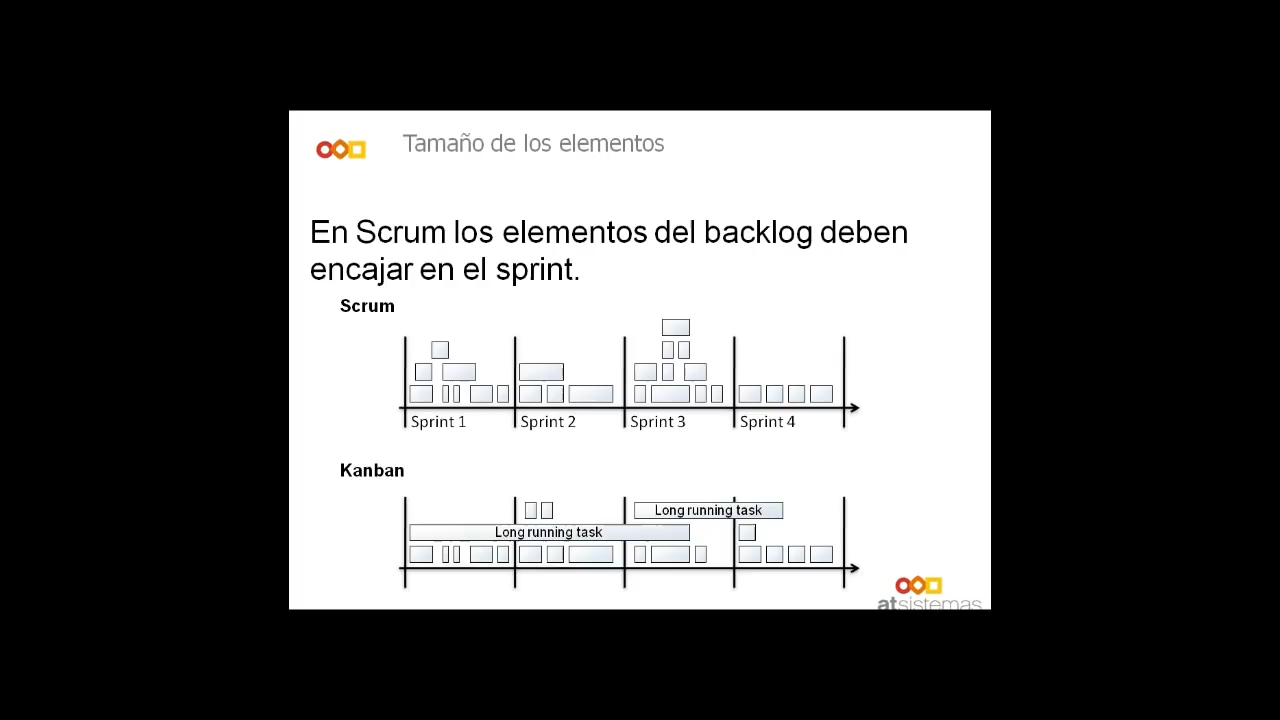 Tamaño de los elementos
En Scrum los elementos del backlog deben
encajar en el sprint.
Scrum
Sprint 1
Sprint 2
Sprint 3
Sprint 4
Kanban
Long running task
Long running task
atsistemas